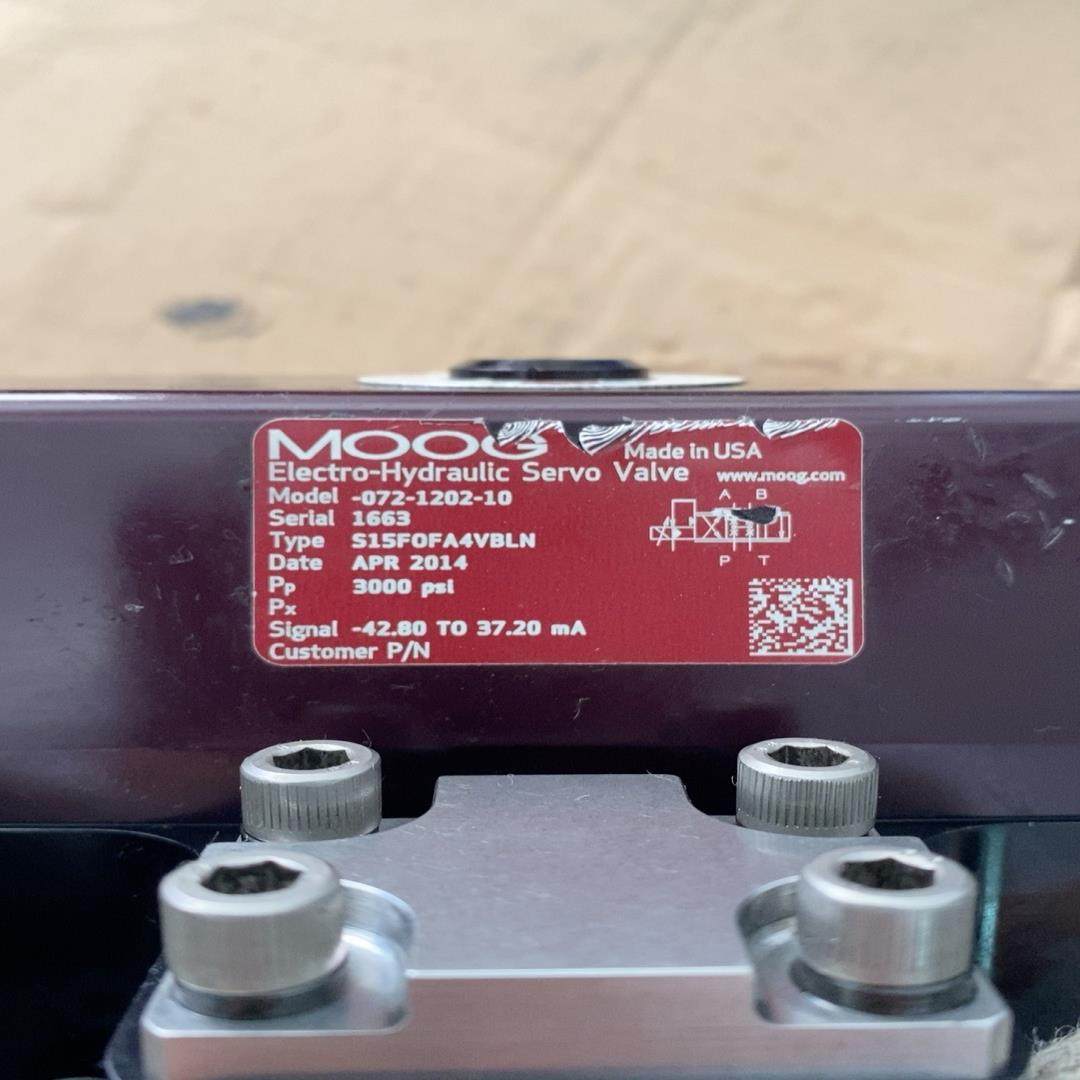 MOOG Made in USA
Electro-Hydraulic Servo Valve www.moog.com
Model -072-1202-10
Serial 1663
Type S15FOFA4VBLN
Date APR 2014
Pp 3000 psi
Px
Signal -42.80 TO 37.20 mA
Customer P/N
A B
P T